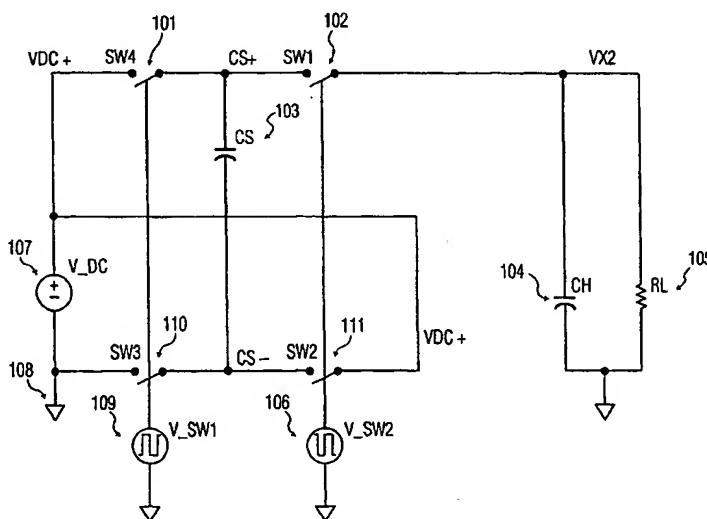 101
102
VDC+
SW4
CS+
SW1
VX2
CS
103
107
V_DC
+
−
104
CH
RL
105
110
111
VDC+
SW3
CS−
SW2
108
109
V_SW1
106
V_SW2